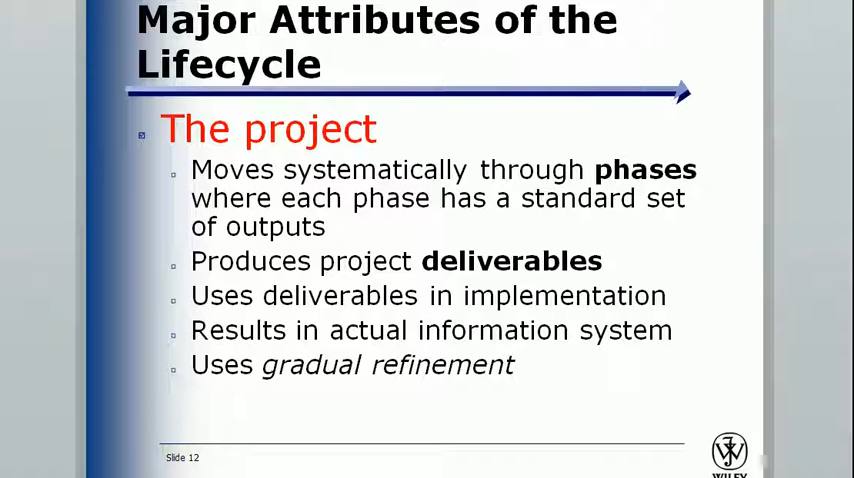 Major Attributes of the
Lifecycle
The project
Moves systematically through phases
where each phase has a standard set
of outputs
Produces project deliverables
Uses deliverables in implementation
Results in actual information system
Uses gradual refinement
Slide 12
WILEY